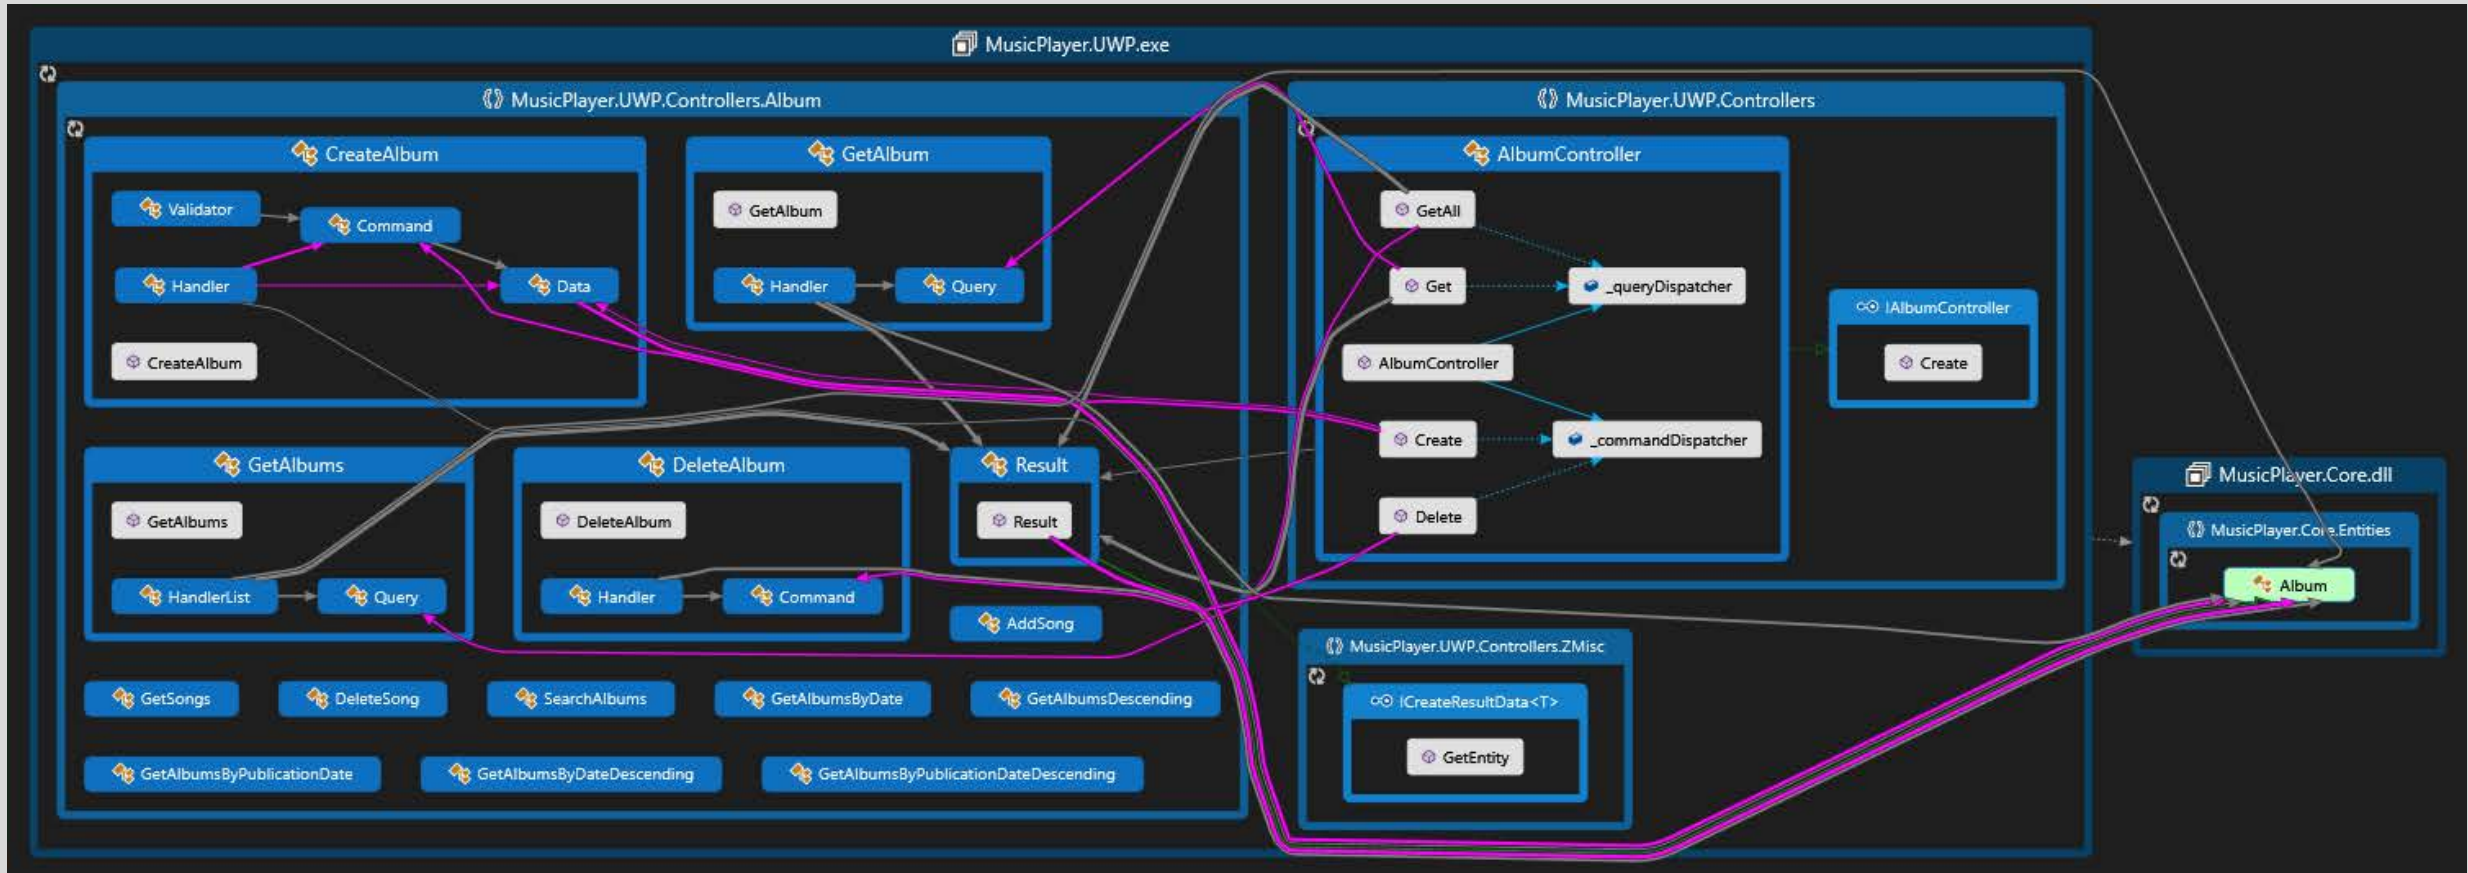 MusicPlayer.UWP.exe
MusicPlayer.UWP.Controllers.Album
CreateAlbum
Validator
Command
Handler
Data
CreateAlbum
GetAlbum
GetAlbum
Handler
Query
GetAlbums
GetAlbums
HandlerList
Query
DeleteAlbum
DeleteAlbum
Handler
Command
Result
Result
AddSong
GetSongs
DeleteSong
SearchAlbums
GetAlbumsByDate
GetAlbumsDescending
GetAlbumsByPublicationDate
GetAlbumsByDateDescending
GetAlbumsByPublicationDateDescending
MusicPlayer.UWP.Controllers
AlbumController
GetAll
Get
_queryDispatcher
AlbumController
Create
_commandDispatcher
Delete
IAlbumController
Create
MusicPlayer.UWP.Controllers.ZMisc
ICreateResultData<T>
GetEntity
MusicPlayer.Core.dll
MusicPlayer.Core.Entities
Album